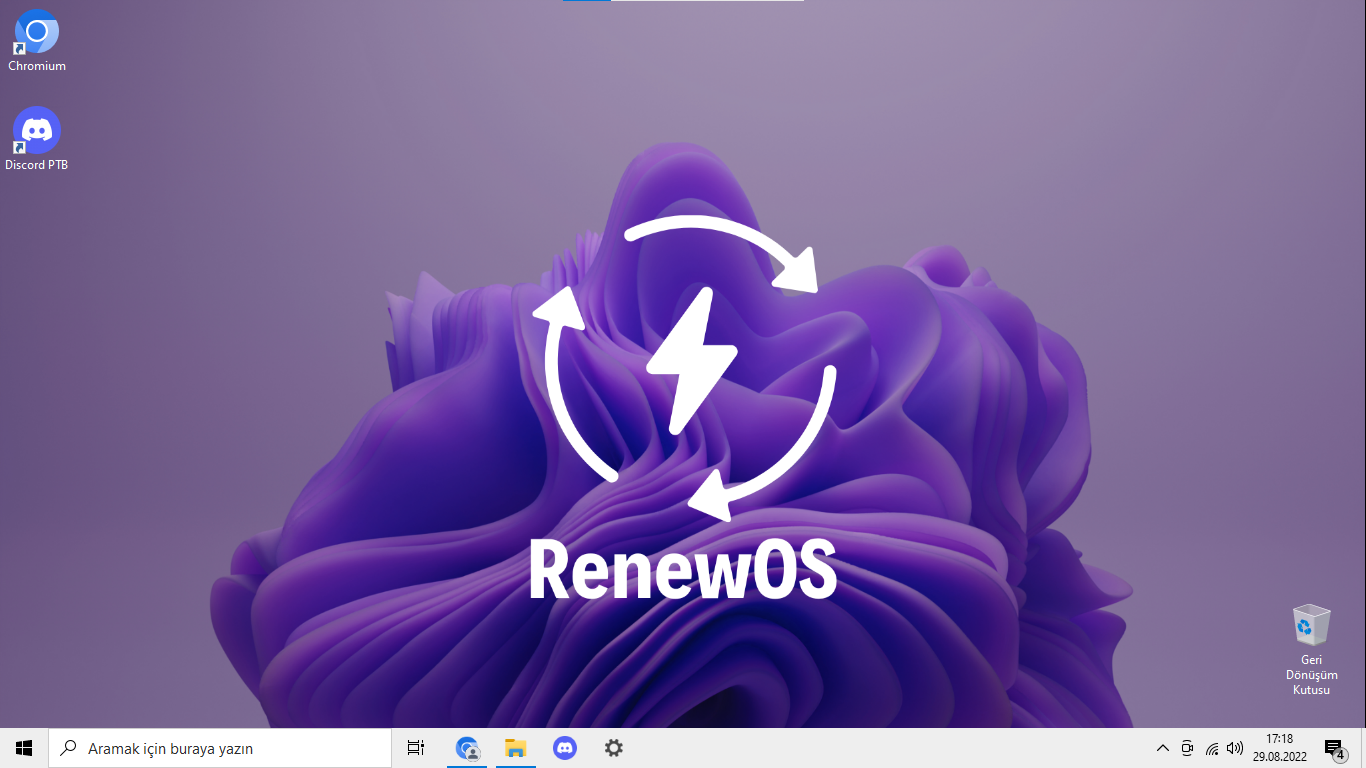 Chromium
Discord PTB
RenewOS
Geri
Dönüşüm
Kutusu
Aramak için buraya yazın
17:18
29.08.2022
4